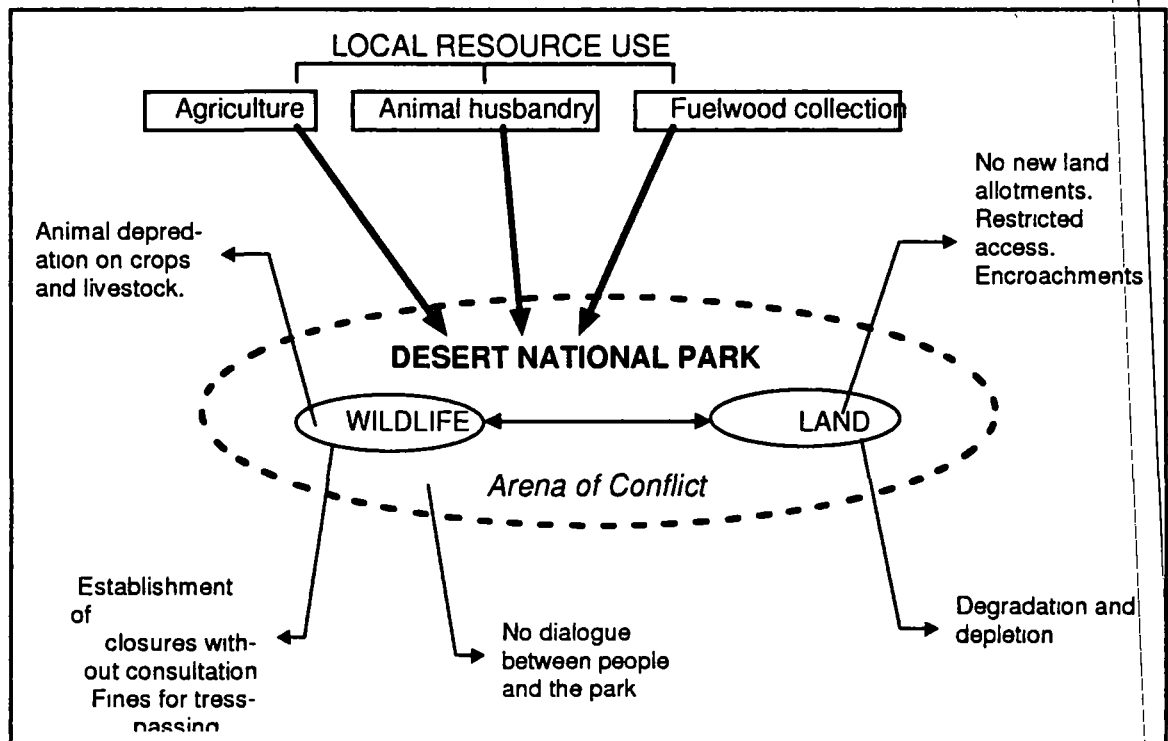 LOCAL RESOURCE USE
Agriculture
Animal husbandry
Fuelwood collection
No new land
allotments.
Restricted
access.
Encroachments
Animal depred-
ation on crops
and livestock.
DESERT NATIONAL PARK
WILDLIFE
LAND
Arena of Conflict
Establishment
of
closures with-
out consultation
Fines for tress-
passing
No dialogue
between people
and the park
Degradation and
depletion